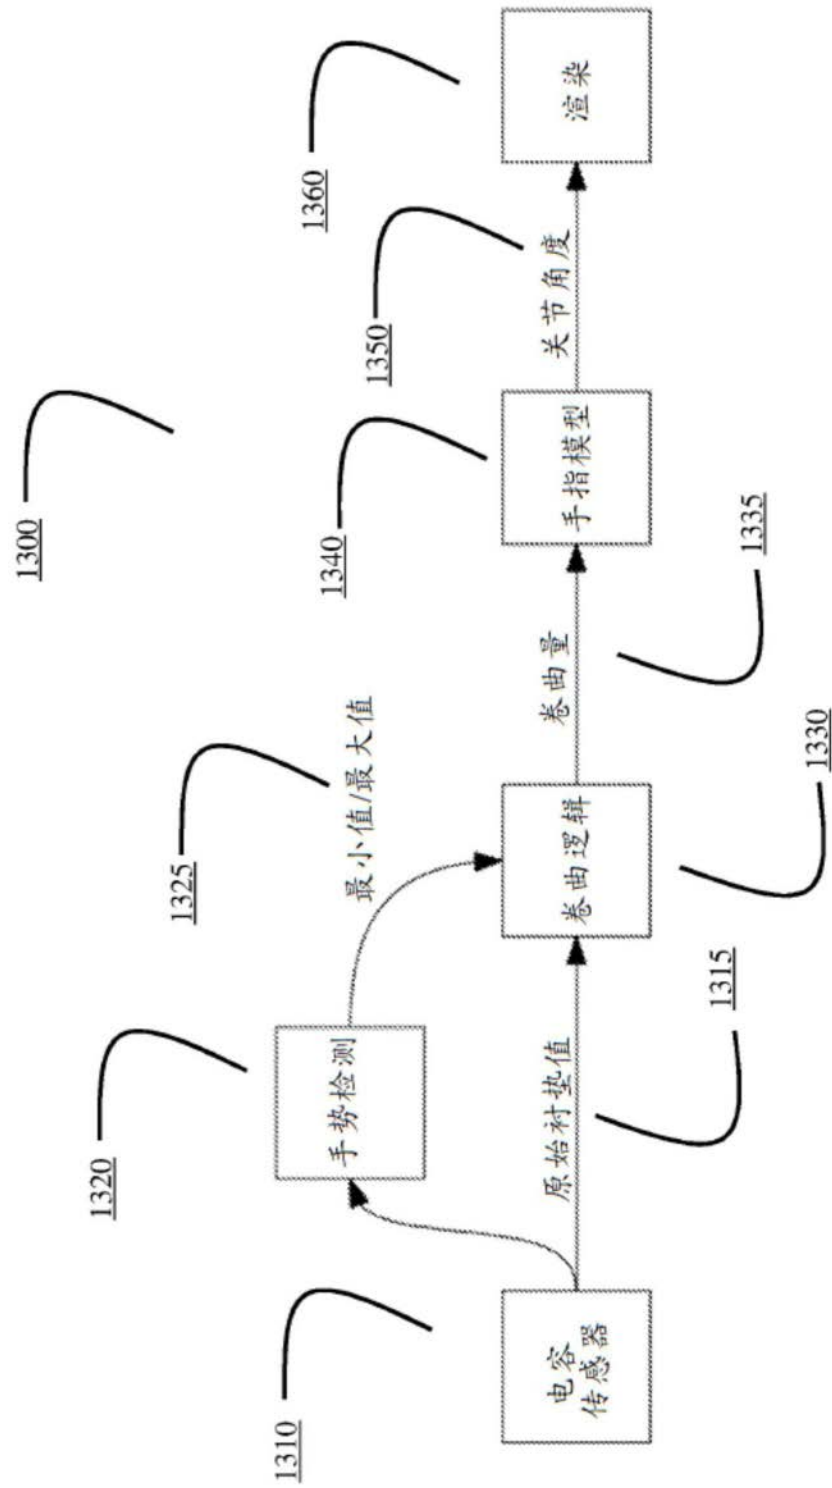 1300
1310
电容
传感器
1320
手势检测
1325
最小值/最大值
原始衬垫值
1315
卷曲逻辑
1330
卷曲量
1335
1340
手指模型
1350
关节角度
1360
渲染